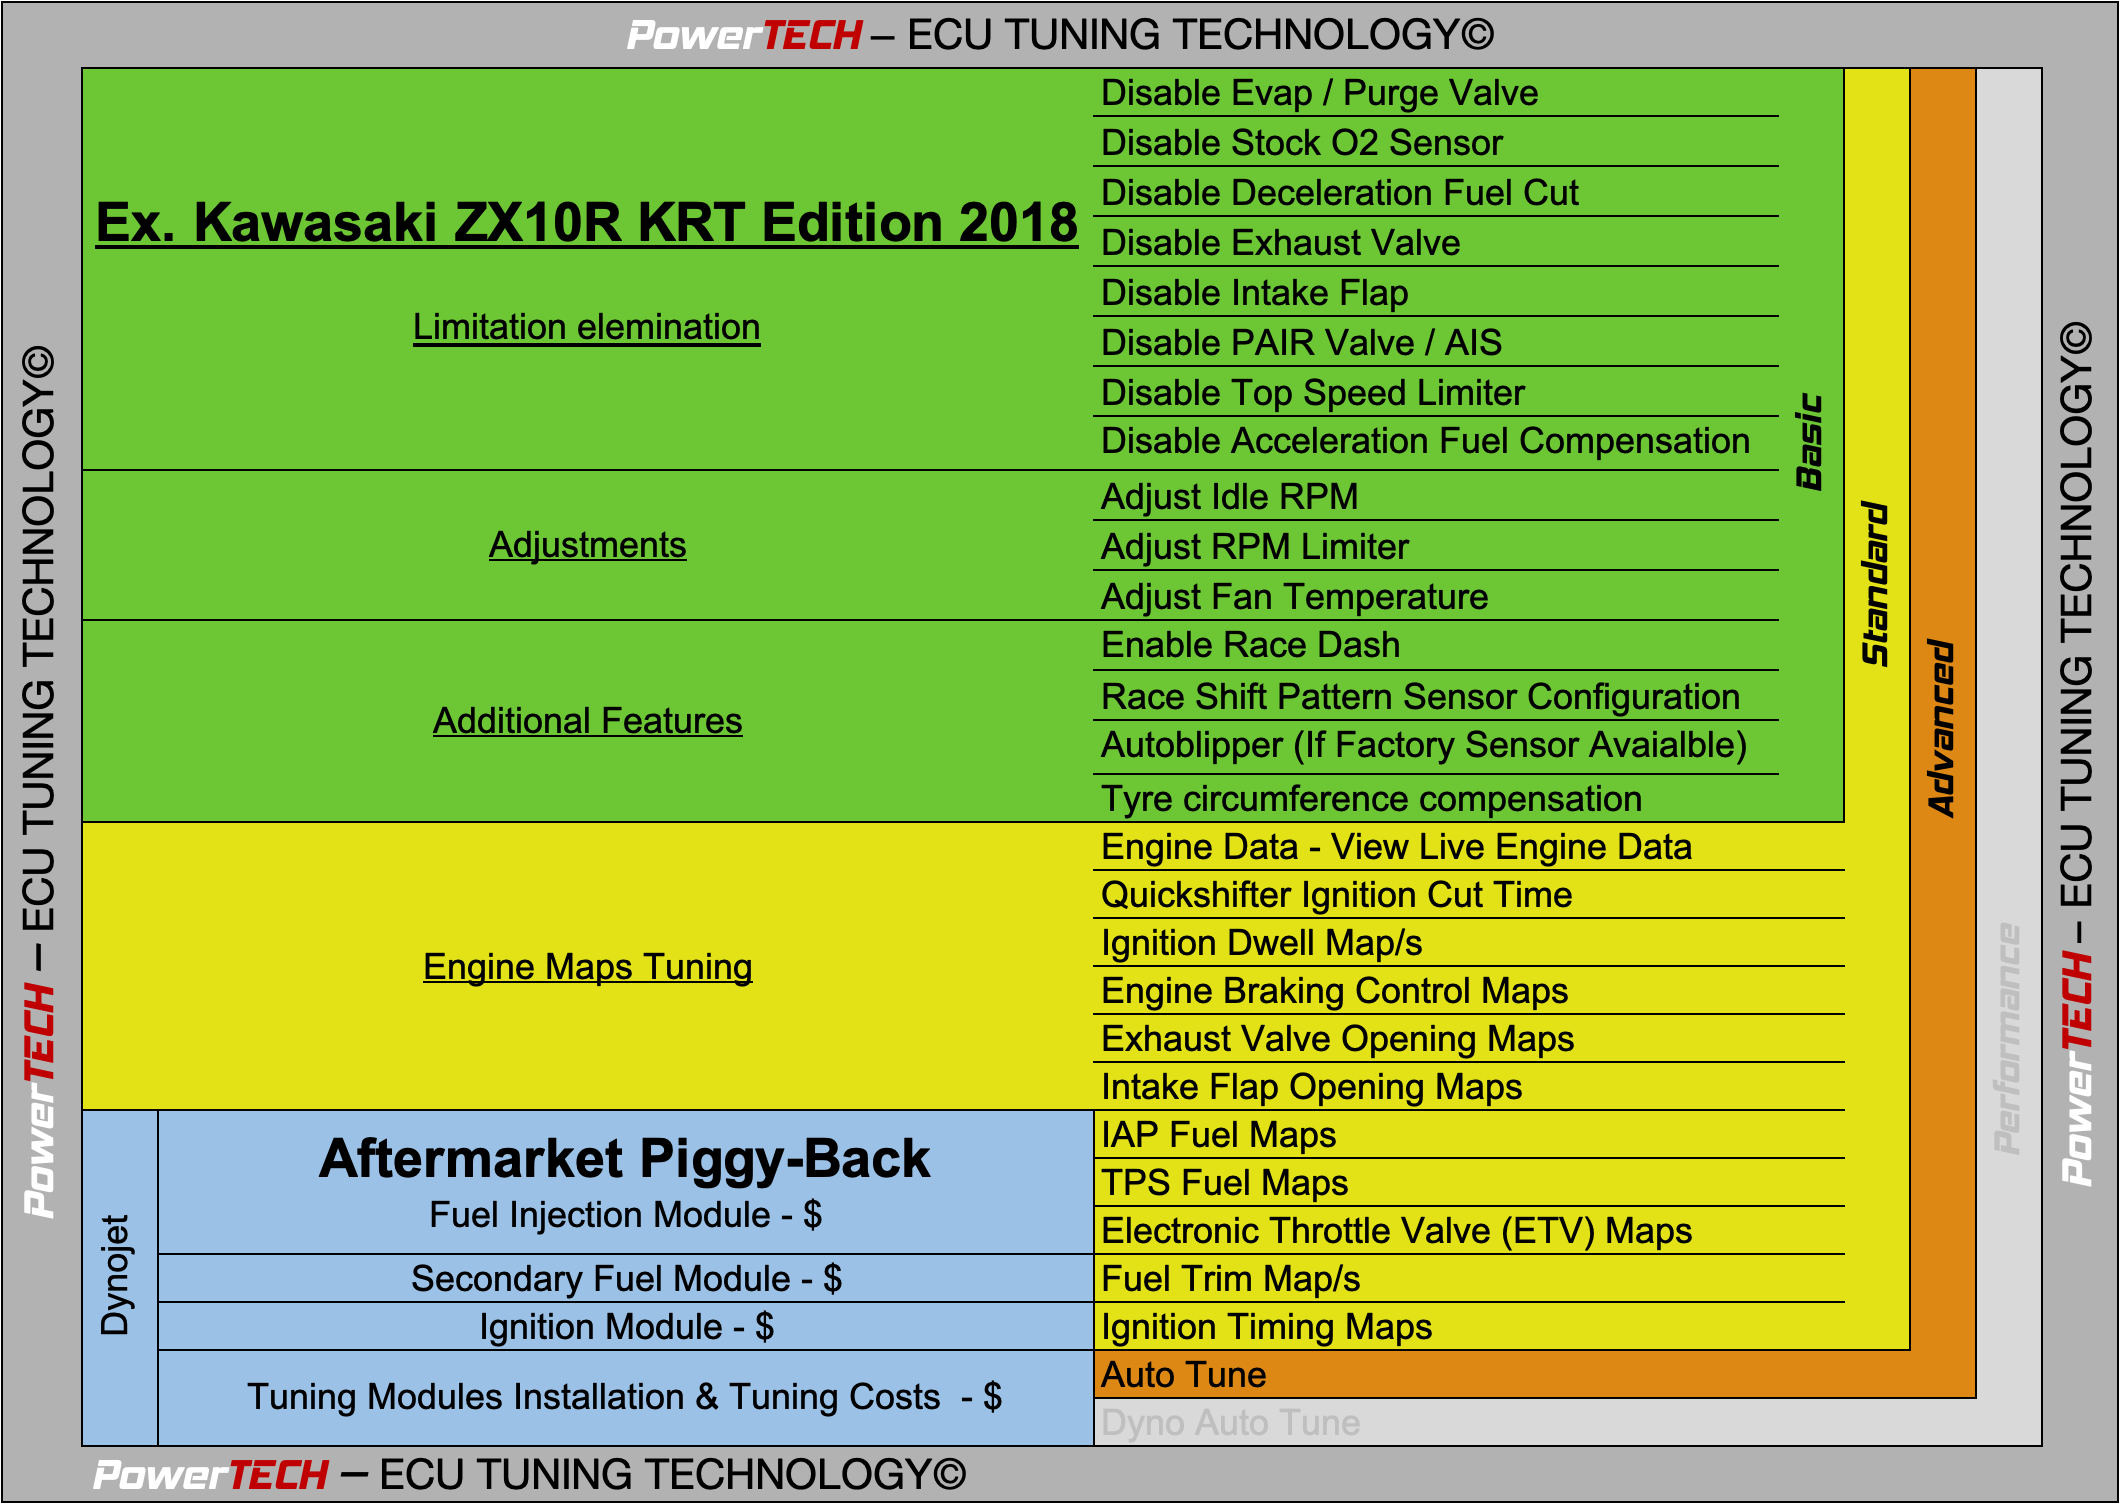 PowerTECH – ECU TUNING TECHNOLOGY©
PowerTECH – ECU TUNING TECHNOLOGY©
Ex. Kawasaki ZX10R KRT Edition 2018
Limitation elemination
Disable Evap / Purge Valve
Disable Stock O2 Sensor
Disable Deceleration Fuel Cut
Disable Exhaust Valve
Disable Intake Flap
Disable PAIR Valve / AIS
Disable Top Speed Limiter
Disable Acceleration Fuel Compensation
Adjustments
Adjust Idle RPM
Adjust RPM Limiter
Adjust Fan Temperature
Additional Features
Enable Race Dash
Race Shift Pattern Sensor Configuration
Autoblipper (If Factory Sensor Avaialble)
Tyre circumference compensation
Engine Maps Tuning
Engine Data - View Live Engine Data
Quickshifter Ignition Cut Time
Ignition Dwell Map/s
Engine Braking Control Maps
Exhaust Valve Opening Maps
Intake Flap Opening Maps
Dynojet
Aftermarket Piggy-Back
Fuel Injection Module - $
Secondary Fuel Module - $
Ignition Module - $
Tuning Modules Installation & Tuning Costs  - $
IAP Fuel Maps
TPS Fuel Maps
Electronic Throttle Valve (ETV) Maps
Fuel Trim Map/s
Ignition Timing Maps
Auto Tune
Dyno Auto Tune
Basic
Standard
Advanced
Performance
PowerTECH – ECU TUNING TECHNOLOGY©
PowerTECH – ECU TUNING TECHNOLOGY©